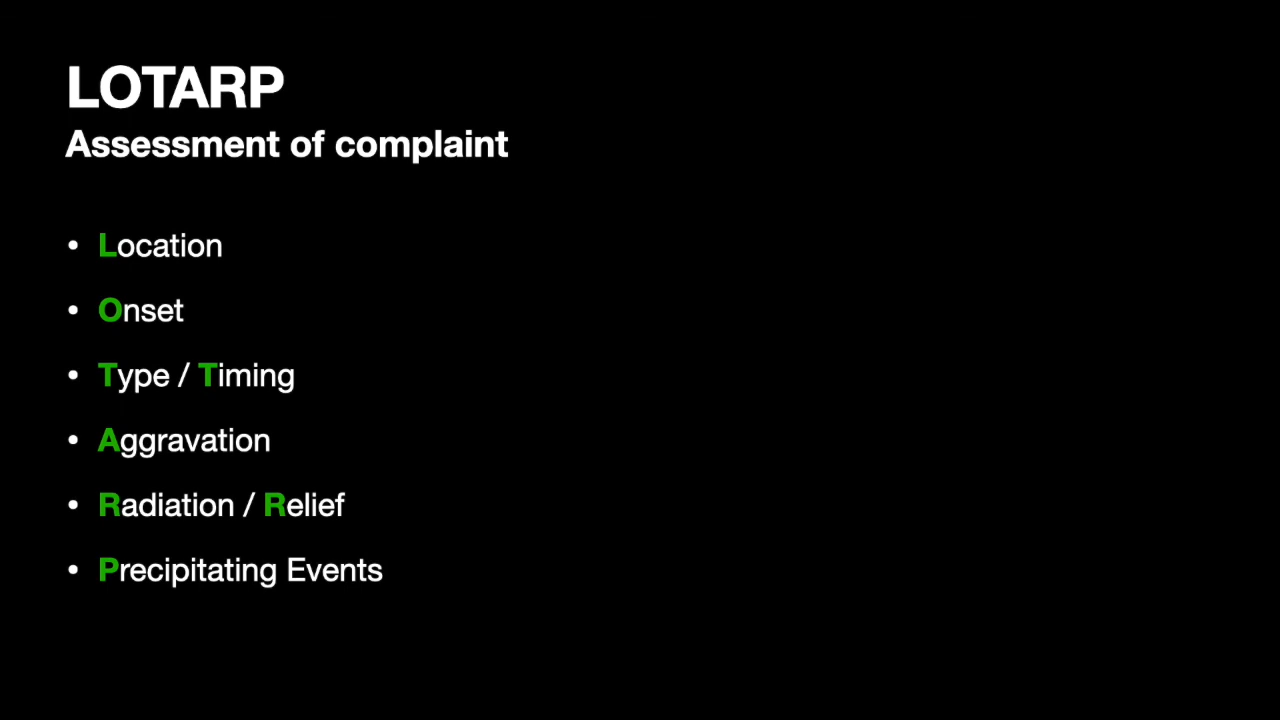 LOTARP
Assessment of complaint
• Location
• Onset
• Type / Timing
• Aggravation
• Radiation / Relief
• Precipitating Events